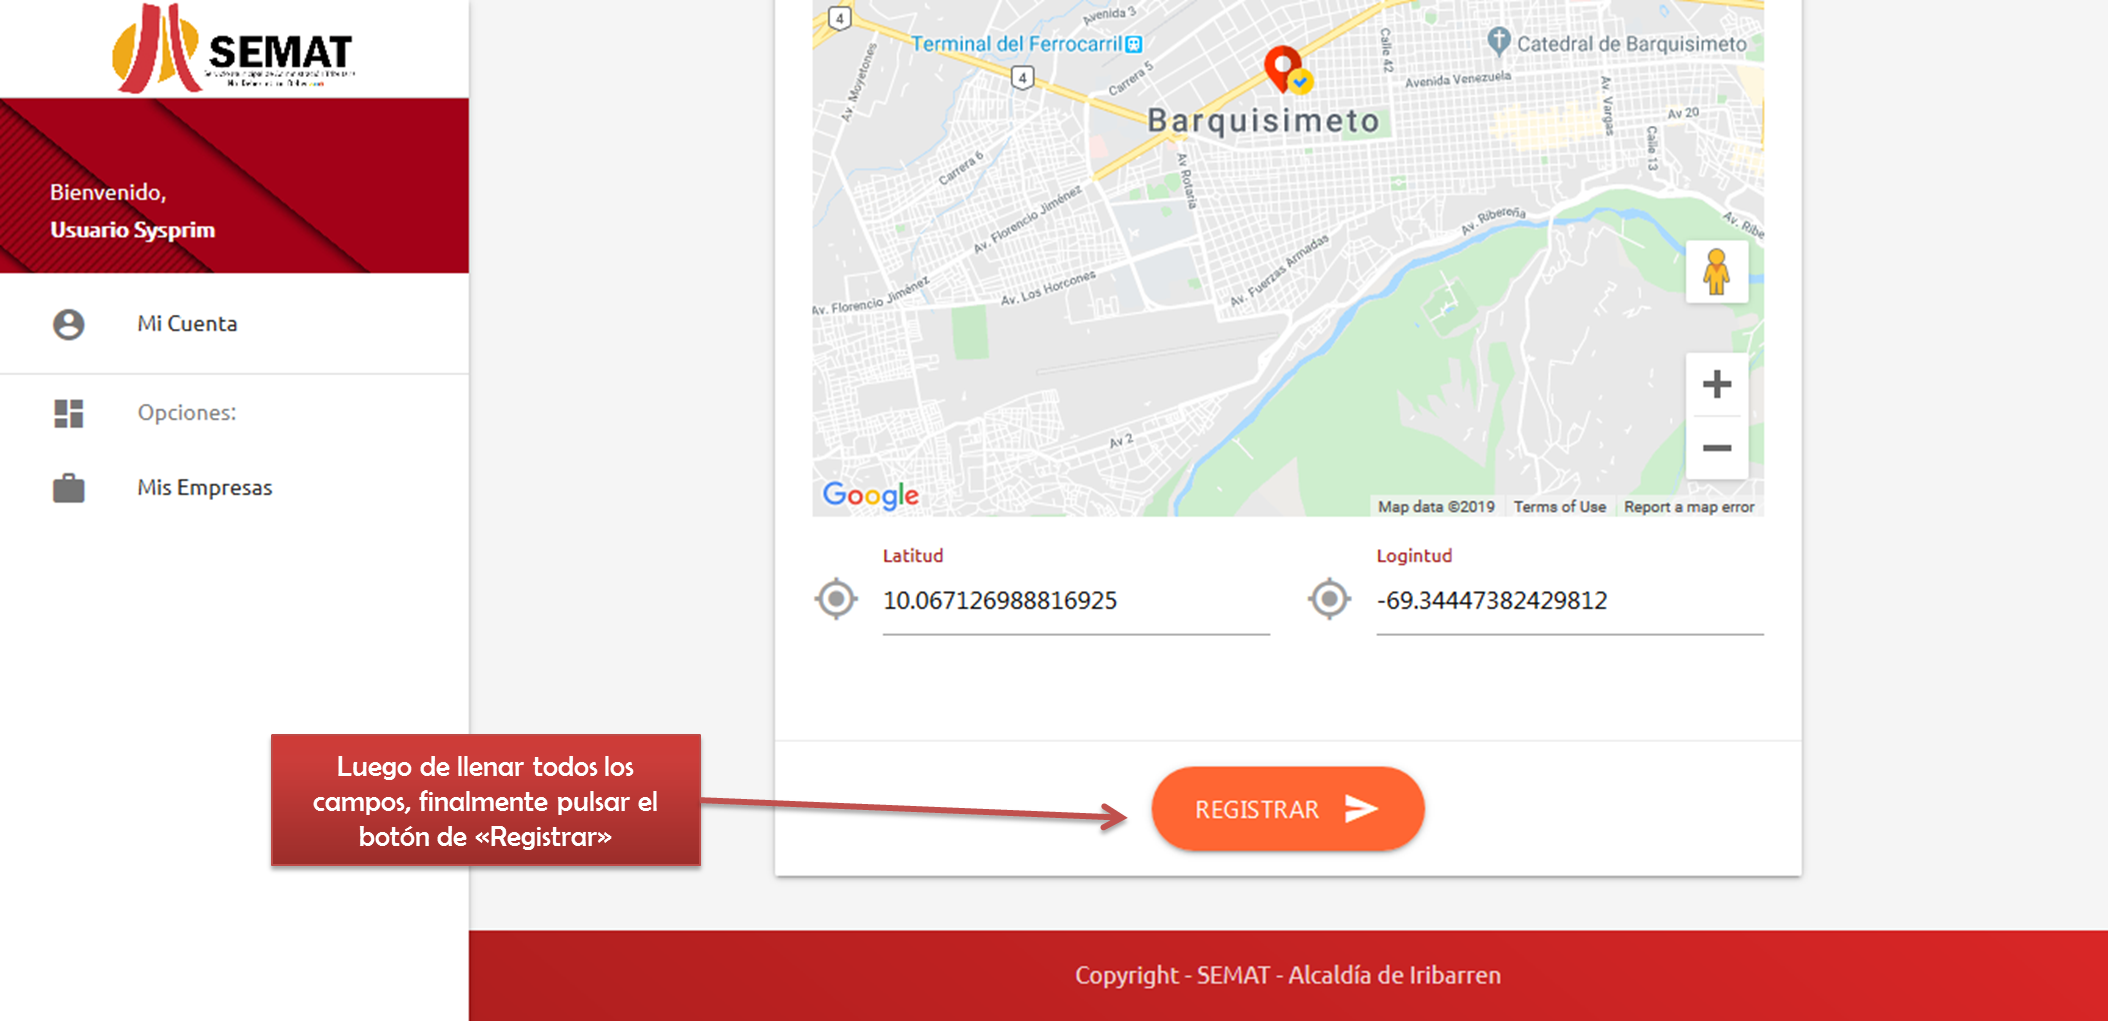 SEMAT
Bienvenido,
Usuario Sysprim
Mi Cuenta
Opciones:
Mis Empresas
4
Avenida 3
Terminal del Ferrocarril
4
Carrera 5
Av. Moyetones
Calle 42
Catedral de Barquisimeto
Avenida Venezuela
Av. Vargas
Av 20
Calle 13
Barquisimeto
Carrera 6
Av Rotaria
Av. Florencio Jiménez
Av. Ribereña
Av. Ribe
Av. Fuerzas Armadas
Av. Los Horcones
Av. Florencio Jiménez
Av 2
Google
Map data ©2019
Terms of Use
Report a map error
Latitud
10.067126988816925
Logintud
-69.34447382429812
Luego de llenar todos los
campos, finalmente pulsar el
botón de «Registrar»
REGISTRAR
Copyright - SEMAT - Alcaldía de Iribarren